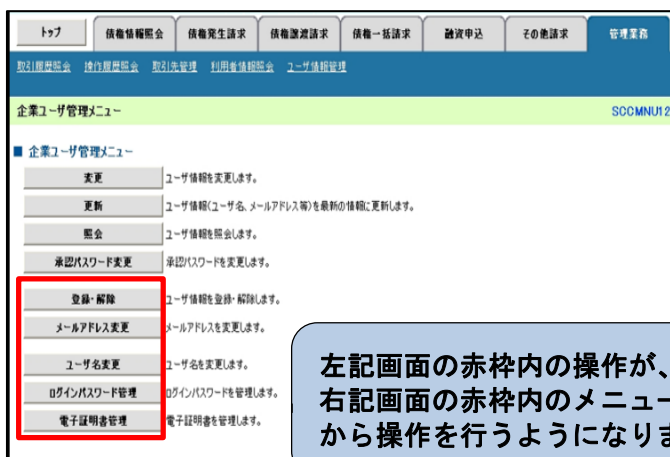 トップ 債権情報照会 債権発生請求 債権譲渡請求 債権一括請求 融資申込 その他請求 管理業務
取引履歴照会 操作履歴照会 取引先管理 利用者情報照会 ユーザ情報管理
企業ユーザ管理メニュー SCCMNU12
■ 企業ユーザ管理メニュー
変更 ユーザ情報を変更します。
更新 ユーザ情報(ユーザ名、メールアドレス等)を最新の情報に更新します。
照会 ユーザ情報を照会します。
承認パスワード変更 承認パスワードを変更します。
登録・解除 ユーザ情報を登録・解除します。
メールアドレス変更 メールアドレスを変更します。
ユーザ名変更 ユーザ名を変更します。
ログインパスワード管理 ログインパスワードを管理します。
電子証明書管理 電子証明書を管理します。
左記画面の赤枠内の操作が、
右記画面の赤枠内のメニュー
から操作を行うようになりま